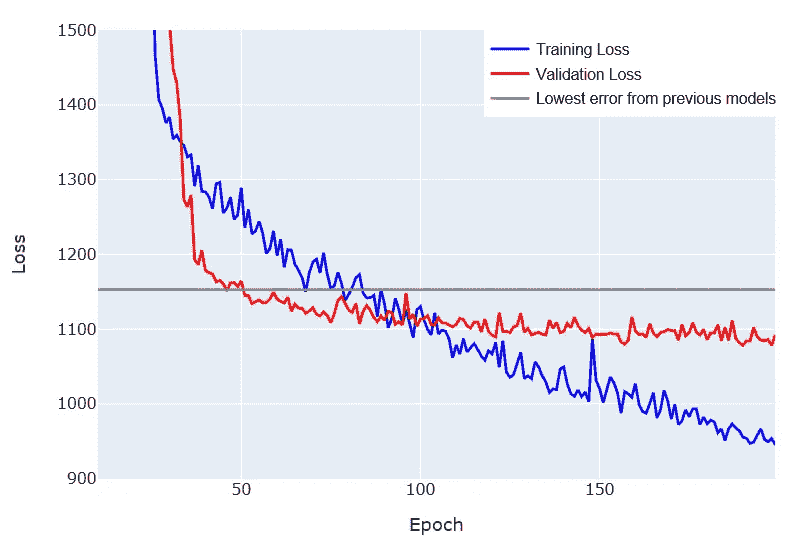 1500
1400
1300
1200
1100
1000
900
Loss
50
100
150
Epoch
Training Loss
Validation Loss
Lowest error from previous models